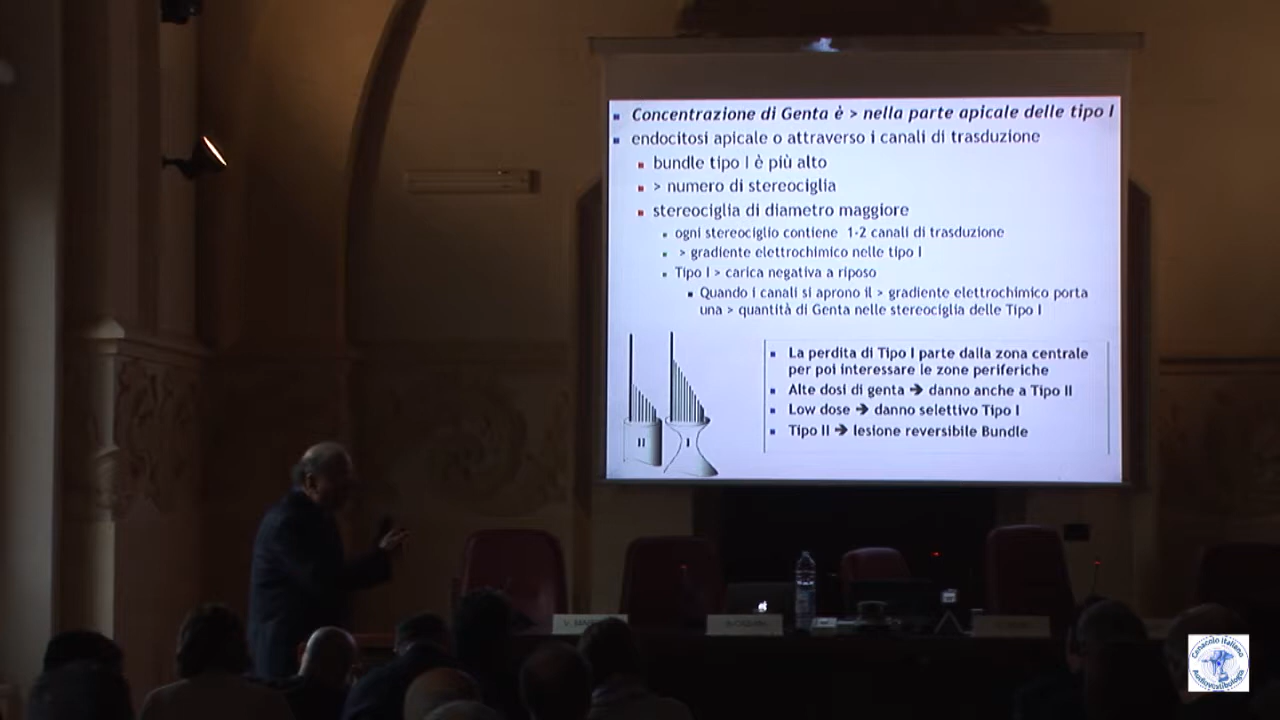 Concentrazione di Genta è > nella parte apicale delle tipo I
endocitosi apicale o attraverso i canali di trasduzione
bundle tipo I è più alto
> numero di stereociglia
stereociglia di diametro maggiore
ogni stereociglio contiene 1-2 canali di trasduzione
> gradiente elettrochimico nelle tipo I
Tipo I > carica negativa a riposo
Quando i canali si aprono il > gradiente elettrochimico porta
una > quantità di Genta nelle stereociglia delle Tipo I
La perdita di Tipo I parte dalla zona centrale
per poi interessare le zone periferiche
Alte dosi di genta → danno anche a Tipo II
Low dose → danno selettivo Tipo I
Tipo II → lesione reversibile Bundle
II I
Cenacolo Italiano
Audiovestibologia